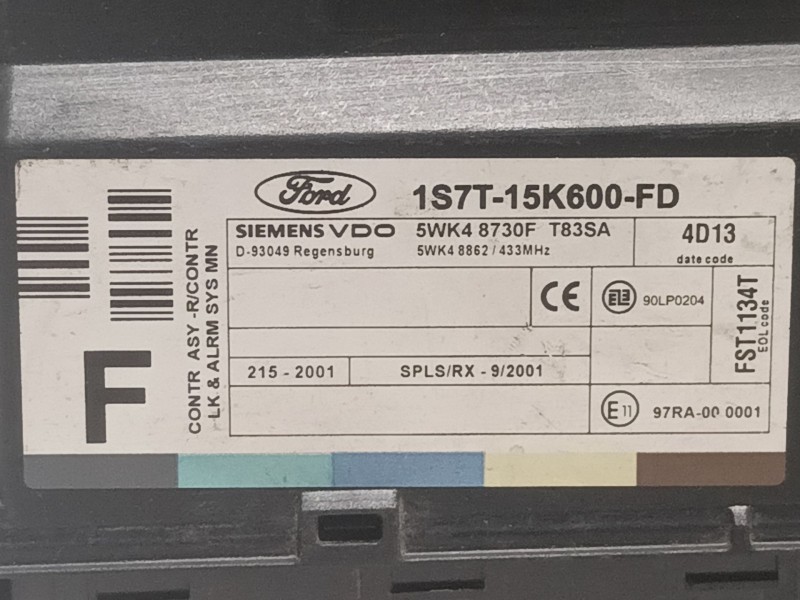 Ford 1S7T-15K600-FD
SIEMENS VDO 5WK4 8730F T83SA 4D13
D-93049 Regensburg 5WK4 8862 / 433MHz date code
CE 90LP0204
FST1134T
EOL code
215 - 2001 SPLS/RX - 9/2001
E11 97RA-00 0001
CONTR ASY -R/CONTR
LK & ALRM SYS MN
F